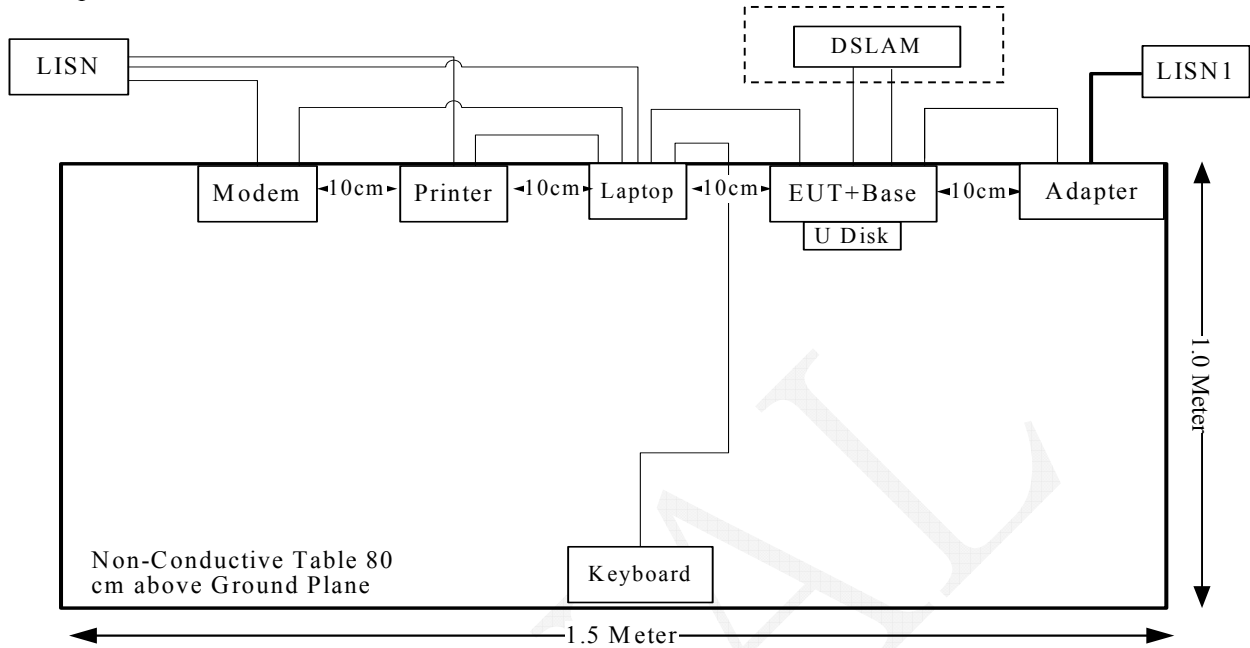 DSLAM
LISN
LISN1
Modem
10cm
Printer
10cm
Laptop
10cm
EUT+Base
10cm
Adapter
U Disk
1.0 Meter
Non-Conductive Table 80
cm above Ground Plane
Keyboard
1.5 Meter